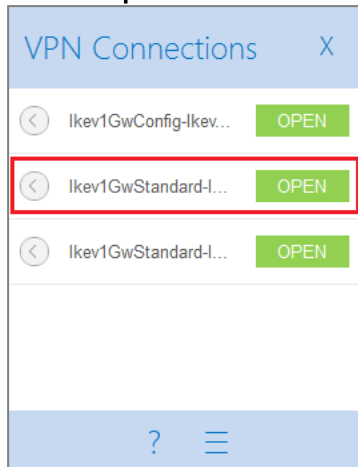 VPN Connections X
Ikev1GwConfig-Ikev... OPEN
Ikev1GwStandard-I... OPEN
Ikev1GwStandard-I... OPEN
?